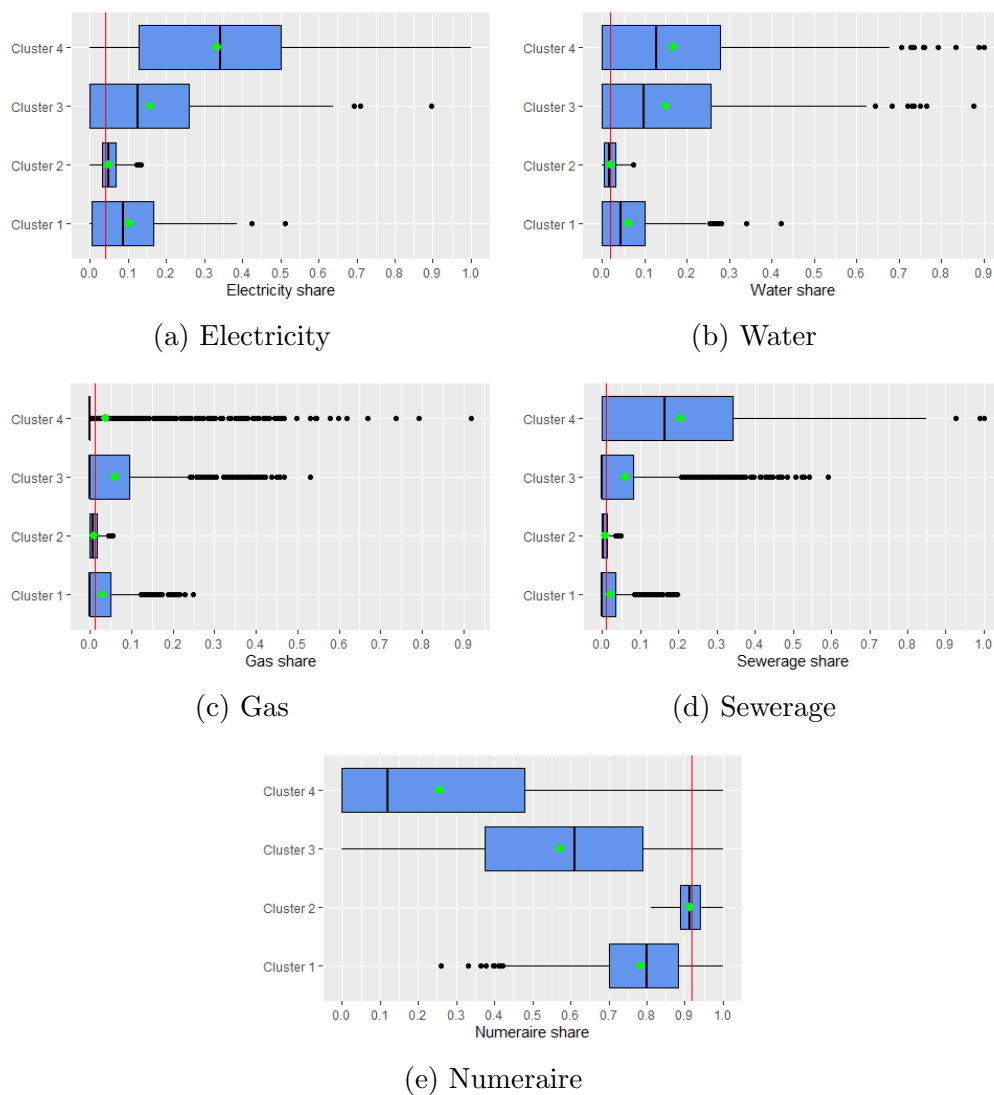 Cluster 4
Cluster 3
Cluster 2
Cluster 1
0.0 0.1 0.2 0.3 0.4 0.5 0.6 0.7 0.8 0.9 1.0
Electricity share
(a) Electricity
Cluster 4
Cluster 3
Cluster 2
Cluster 1
0.0 0.1 0.2 0.3 0.4 0.5 0.6 0.7 0.8 0.9
Water share
(b) Water
Cluster 4
Cluster 3
Cluster 2
Cluster 1
0.0 0.1 0.2 0.3 0.4 0.5 0.6 0.7 0.8 0.9
Gas share
(c) Gas
Cluster 4
Cluster 3
Cluster 2
Cluster 1
0.0 0.1 0.2 0.3 0.4 0.5 0.6 0.7 0.8 0.9 1.0
Sewerage share
(d) Sewerage
Cluster 4
Cluster 3
Cluster 2
Cluster 1
0.0 0.1 0.2 0.3 0.4 0.5 0.6 0.7 0.8 0.9 1.0
Numeraire share
(e) Numeraire